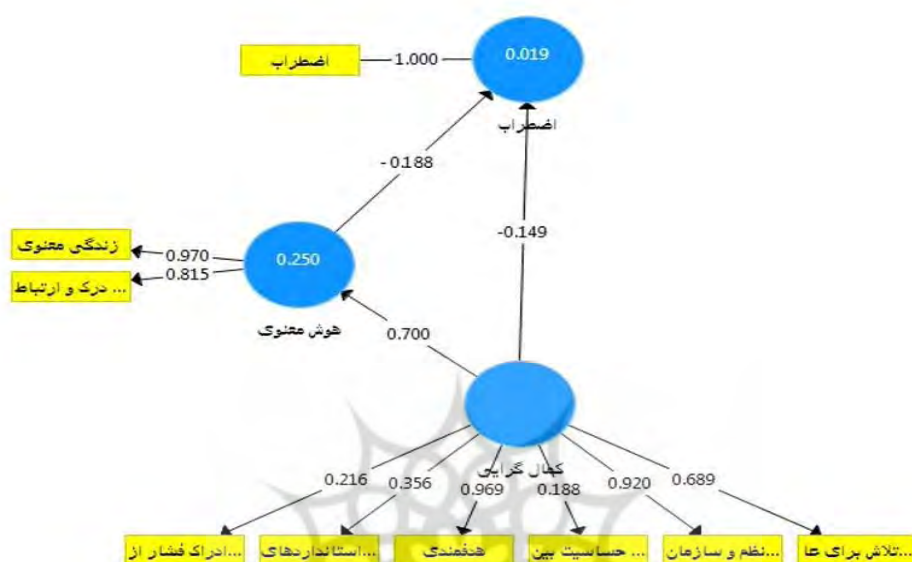 0.019
اضطراب
1.000
اضطراب
-0.188
-0.149
0.250
زندگی معنوی
0.970
درک و ارتباط ...
0.815
هوش معنوی
0.700
کمال گرایی
0.216
0.356
0.969
0.188
0.920
0.689
ادراک فشار از...
استانداردهای...
هدفمندی
حساسیت بین ...
نظم و سازمان...
تلاش برای عا...